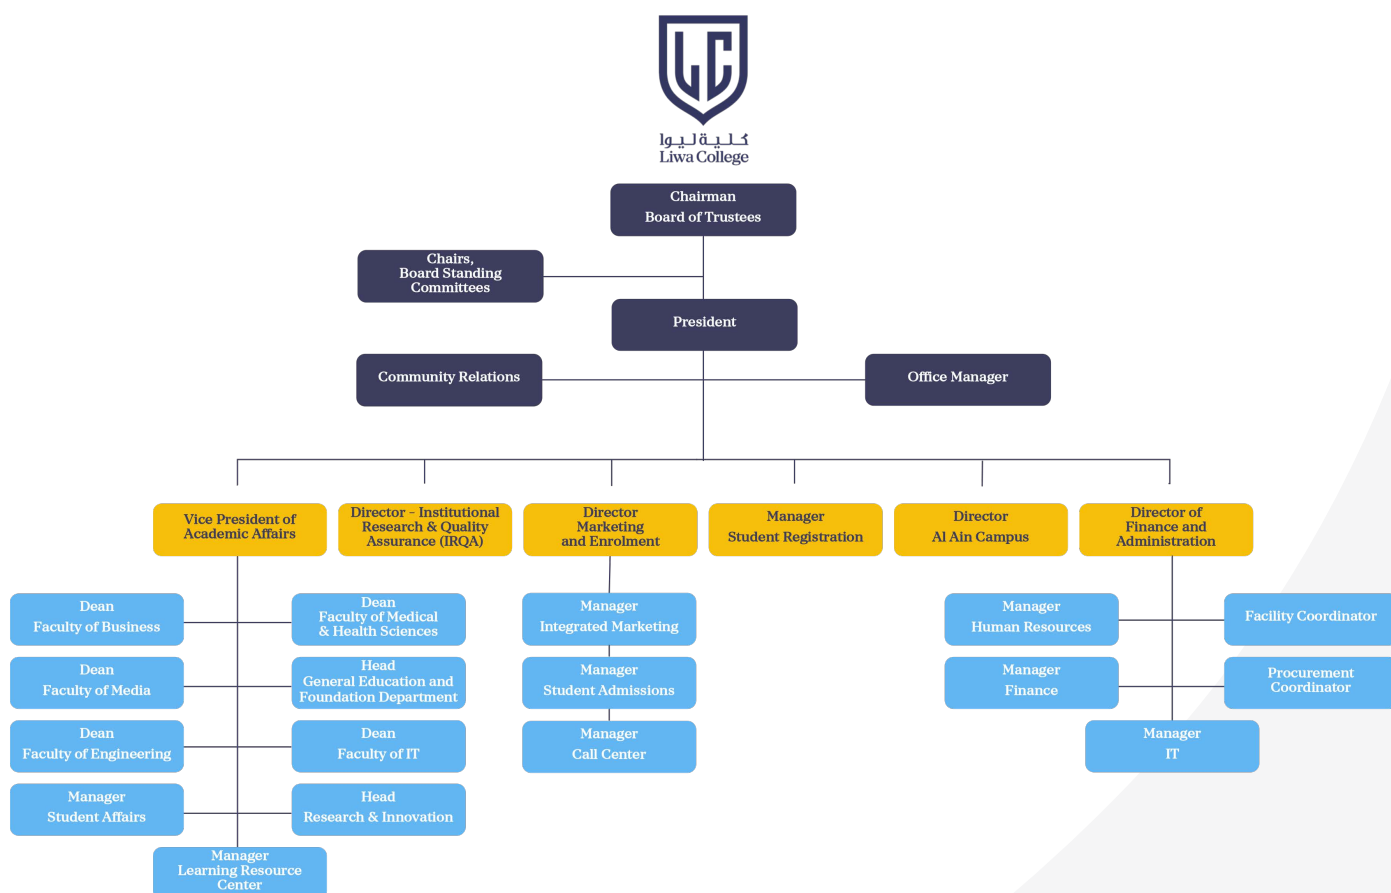 LC
كلية ليوا
Liwa College
Chairman
Board of Trustees
Chairs,
Board Standing
Committees
President
Community Relations
Office Manager
Vice President of
Academic Affairs
Director – Institutional
Research & Quality
Assurance (IRQA)
Director
Marketing
and Enrolment
Manager
Student Registration
Director
Al Ain Campus
Director of
Finance and
Administration
Dean
Faculty of Business
Dean
Faculty of Medical
& Health Sciences
Manager
Integrated Marketing
Manager
Human Resources
Facility Coordinator
Dean
Faculty of Media
Head
General Education and
Foundation Department
Manager
Student Admissions
Manager
Finance
Procurement
Coordinator
Dean
Faculty of Engineering
Dean
Faculty of IT
Manager
Call Center
Manager
IT
Manager
Student Affairs
Head
Research & Innovation
Manager
Learning Resource
Center